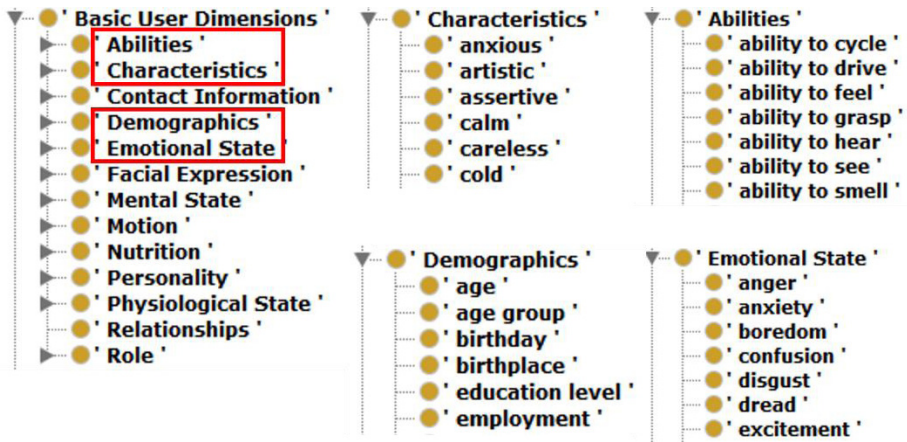 ' Basic User Dimensions '
' Abilities '
' Characteristics '
' Contact Information '
' Demographics '
' Emotional State '
' Facial Expression '
' Mental State '
' Motion '
' Nutrition '
' Personality '
' Physiological State '
' Relationships '
' Role '
' Characteristics '
' anxious '
' artistic '
' assertive '
' calm '
' careless '
' cold '
' Abilities '
' ability to cycle '
' ability to drive '
' ability to feel '
' ability to grasp '
' ability to hear '
' ability to see '
' ability to smell '
' Demographics '
' age '
' age group '
' birthday '
' birthplace '
' education level '
' employment '
' Emotional State '
' anger '
' anxiety '
' boredom '
' confusion '
' disgust '
' dread '
' excitement '